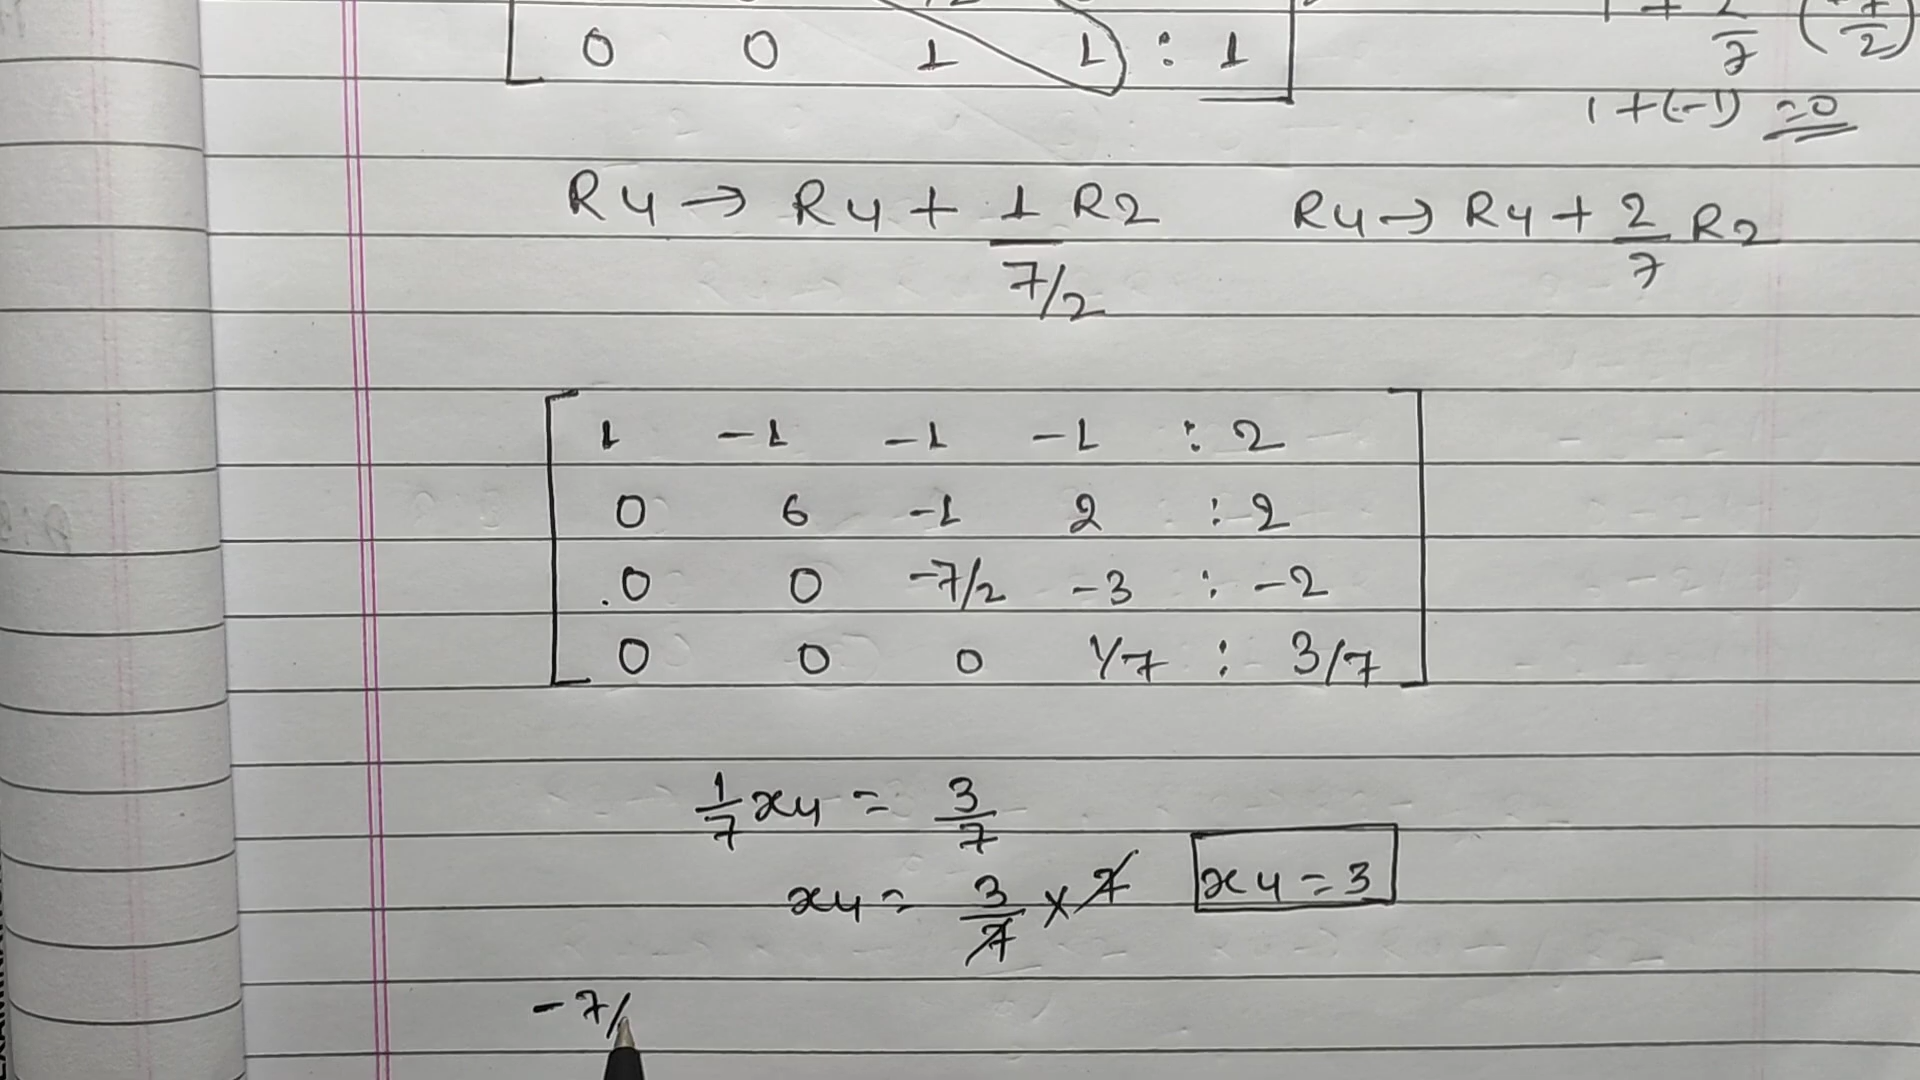 0 0 1 1 : 1
1 + (-1) = 0
R4 → R4 + 1/(7/2) R2 R4 → R4 + 2/7 R2
1 -1 -1 -1 : 2
0 6 -1 2 : 2
0 0 -7/2 -3 : -2
0 0 0 1/7 : 3/7
1/7 x4 = 3/7
x4 = 3/7 × 7 x4 = 3
-7/